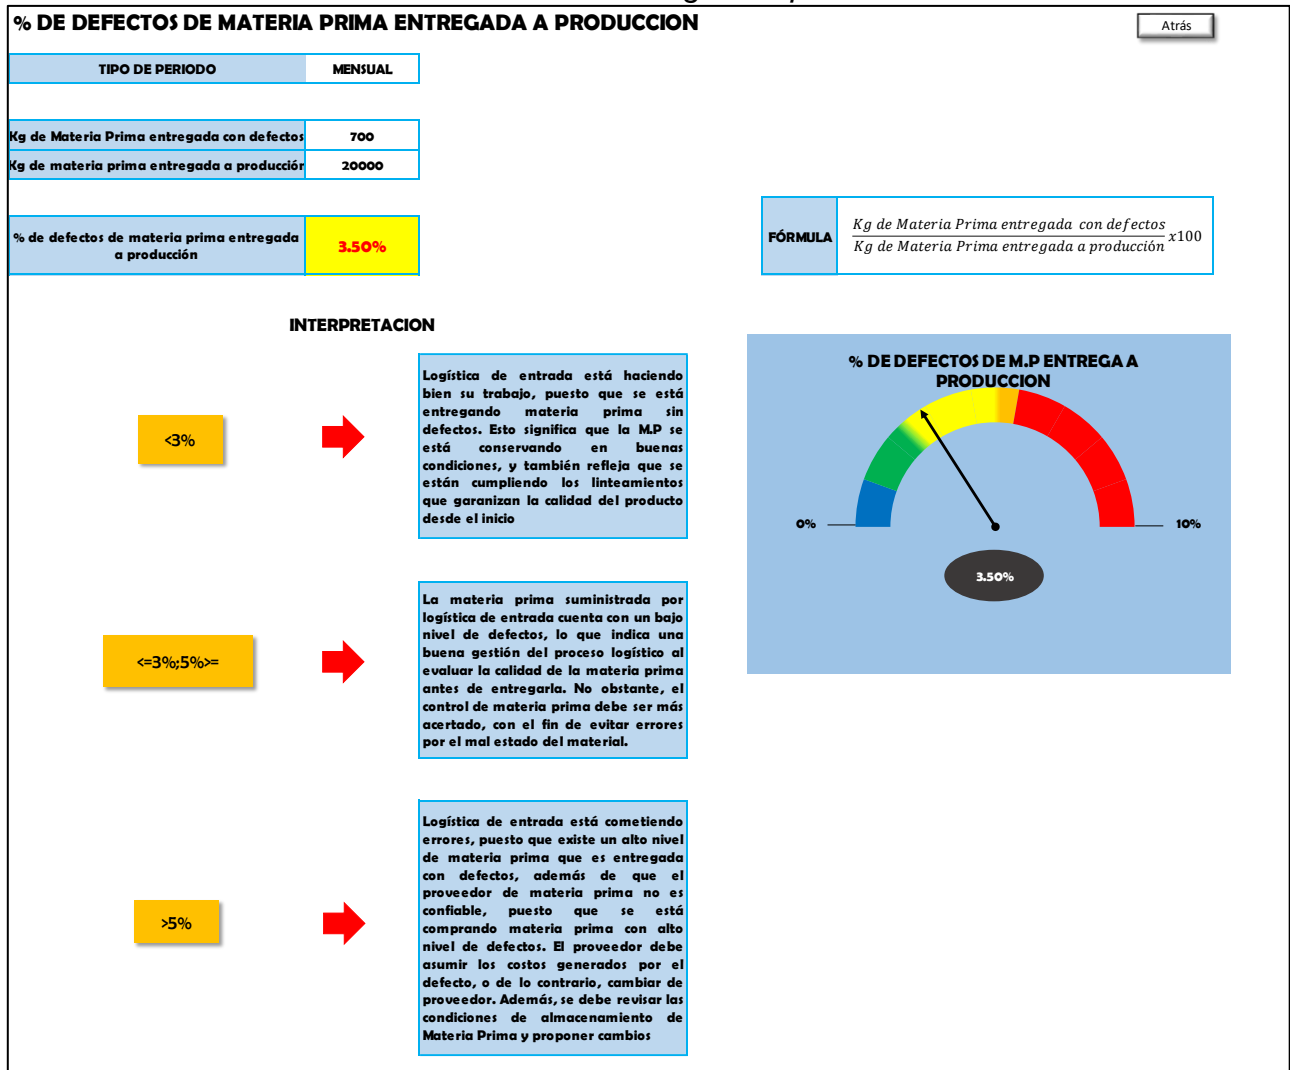 % DE DEFECTOS DE MATERIA PRIMA ENTREGADA A PRODUCCION
Atrás
TIPO DE PERIODO MENSUAL
Kg de Materia Prima entregada con defectos 700
Kg de materia prima entregada a producción 20000
% de defectos de materia prima entregada
a producción
3.50%
FÓRMULA
Kg de Materia Prima entregada con defectos
Kg de Materia Prima entregada a producción
x100
INTERPRETACION
<3%
Logística de entrada está haciendo
bien su trabajo, puesto que se está
entregando materia prima sin
defectos. Esto significa que la M.P se
está conservando en buenas
condiciones, y también refleja que se
están cumpliendo los linteamientos
que garanizan la calidad del producto
desde el inicio
% DE DEFECTOS DE M.P ENTREGA A
PRODUCCION
0%
10%
3.50%
<=3%;5%>=
La materia prima suministrada por
logística de entrada cuenta con un bajo
nivel de defectos, lo que indica una
buena gestión del proceso logístico al
evaluar la calidad de la materia prima
antes de entregarla. No obstante, el
control de materia prima debe ser más
acertado, con el fin de evitar errores
por el mal estado del material.
>5%
Logística de entrada está cometiendo
errores, puesto que existe un alto nivel
de materia prima que es entregada
con defectos, además de que el
proveedor de materia prima no es
confiable, puesto que se está
comprando materia prima con alto
nivel de defectos. El proveedor debe
asumir los costos generados por el
defecto, o de lo contrario, cambiar de
proveedor. Además, se debe revisar las
condiciones de almacenamiento de
Materia Prima y proponer cambios